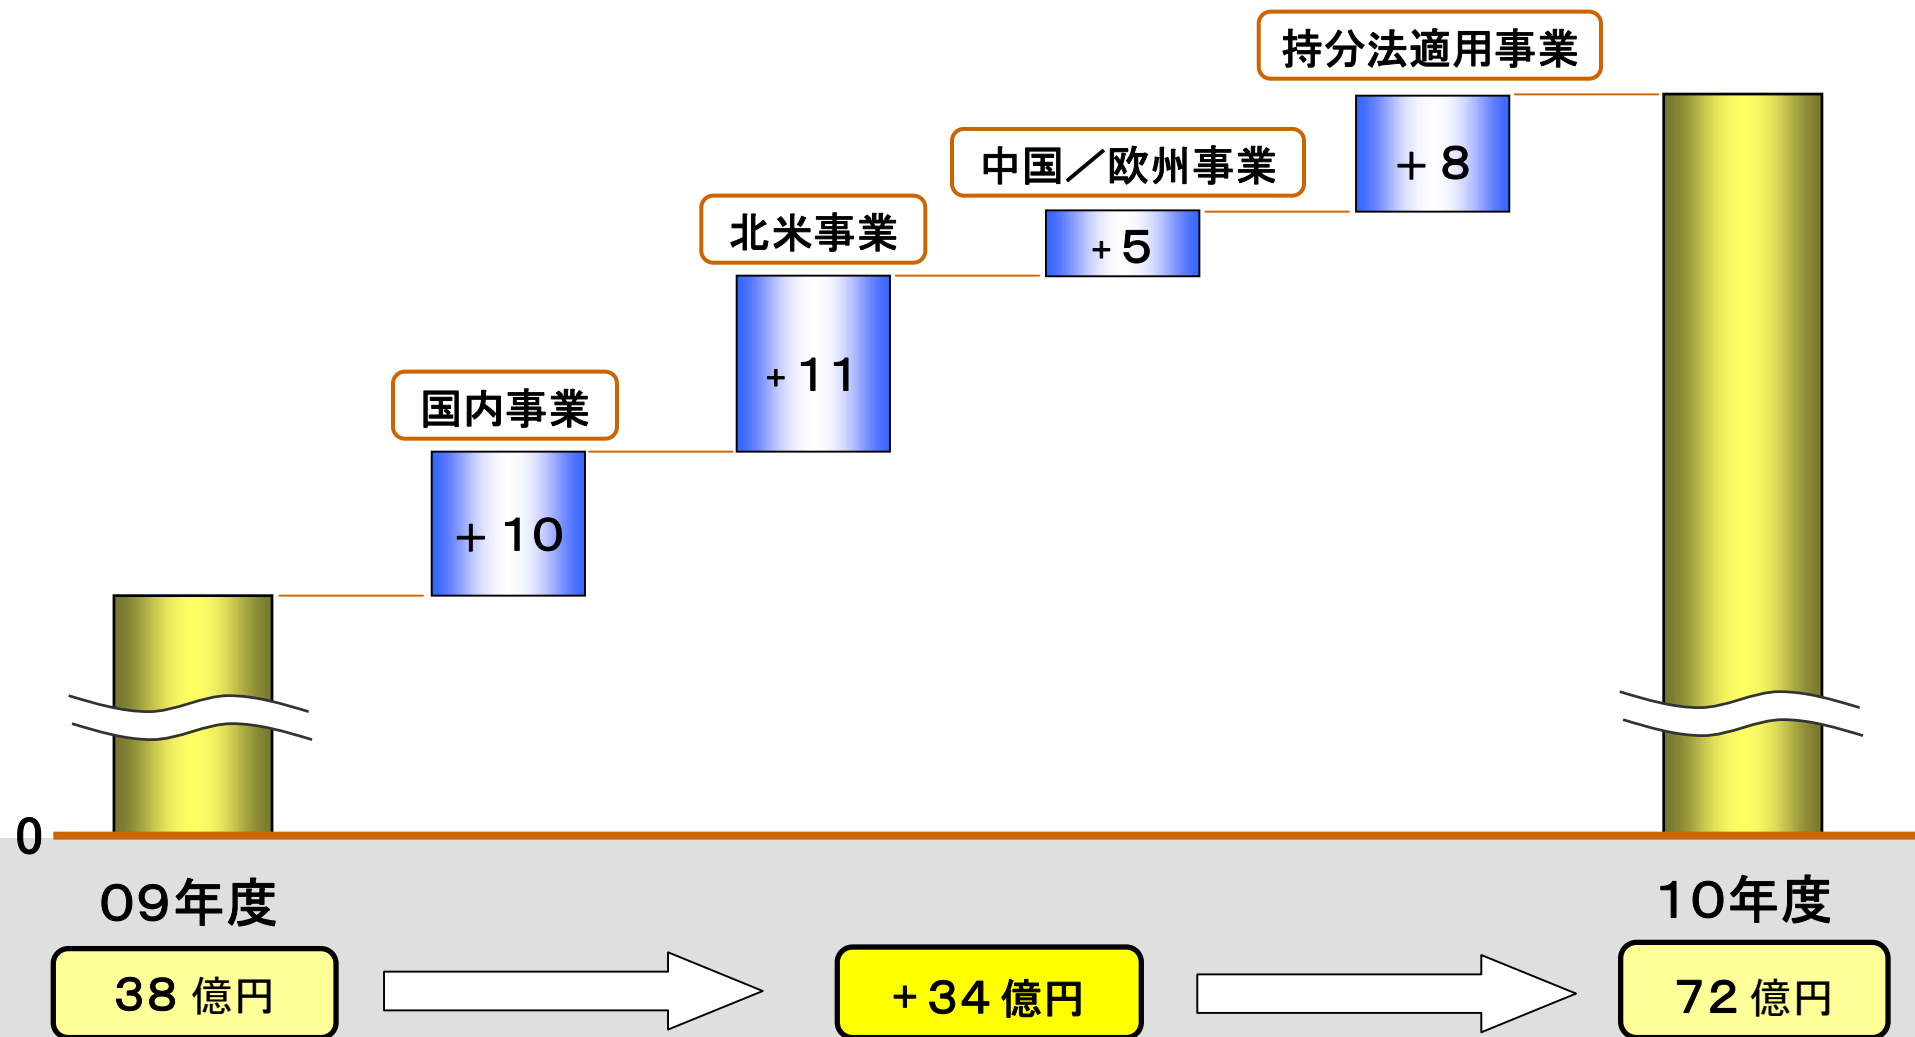 持分法適用事業
＋８
中国／欧州事業
+５
北米事業
+１１
国内事業
＋１０
0
０９年度
１０年度
３８ 億円
+３４億円
７２ 億円